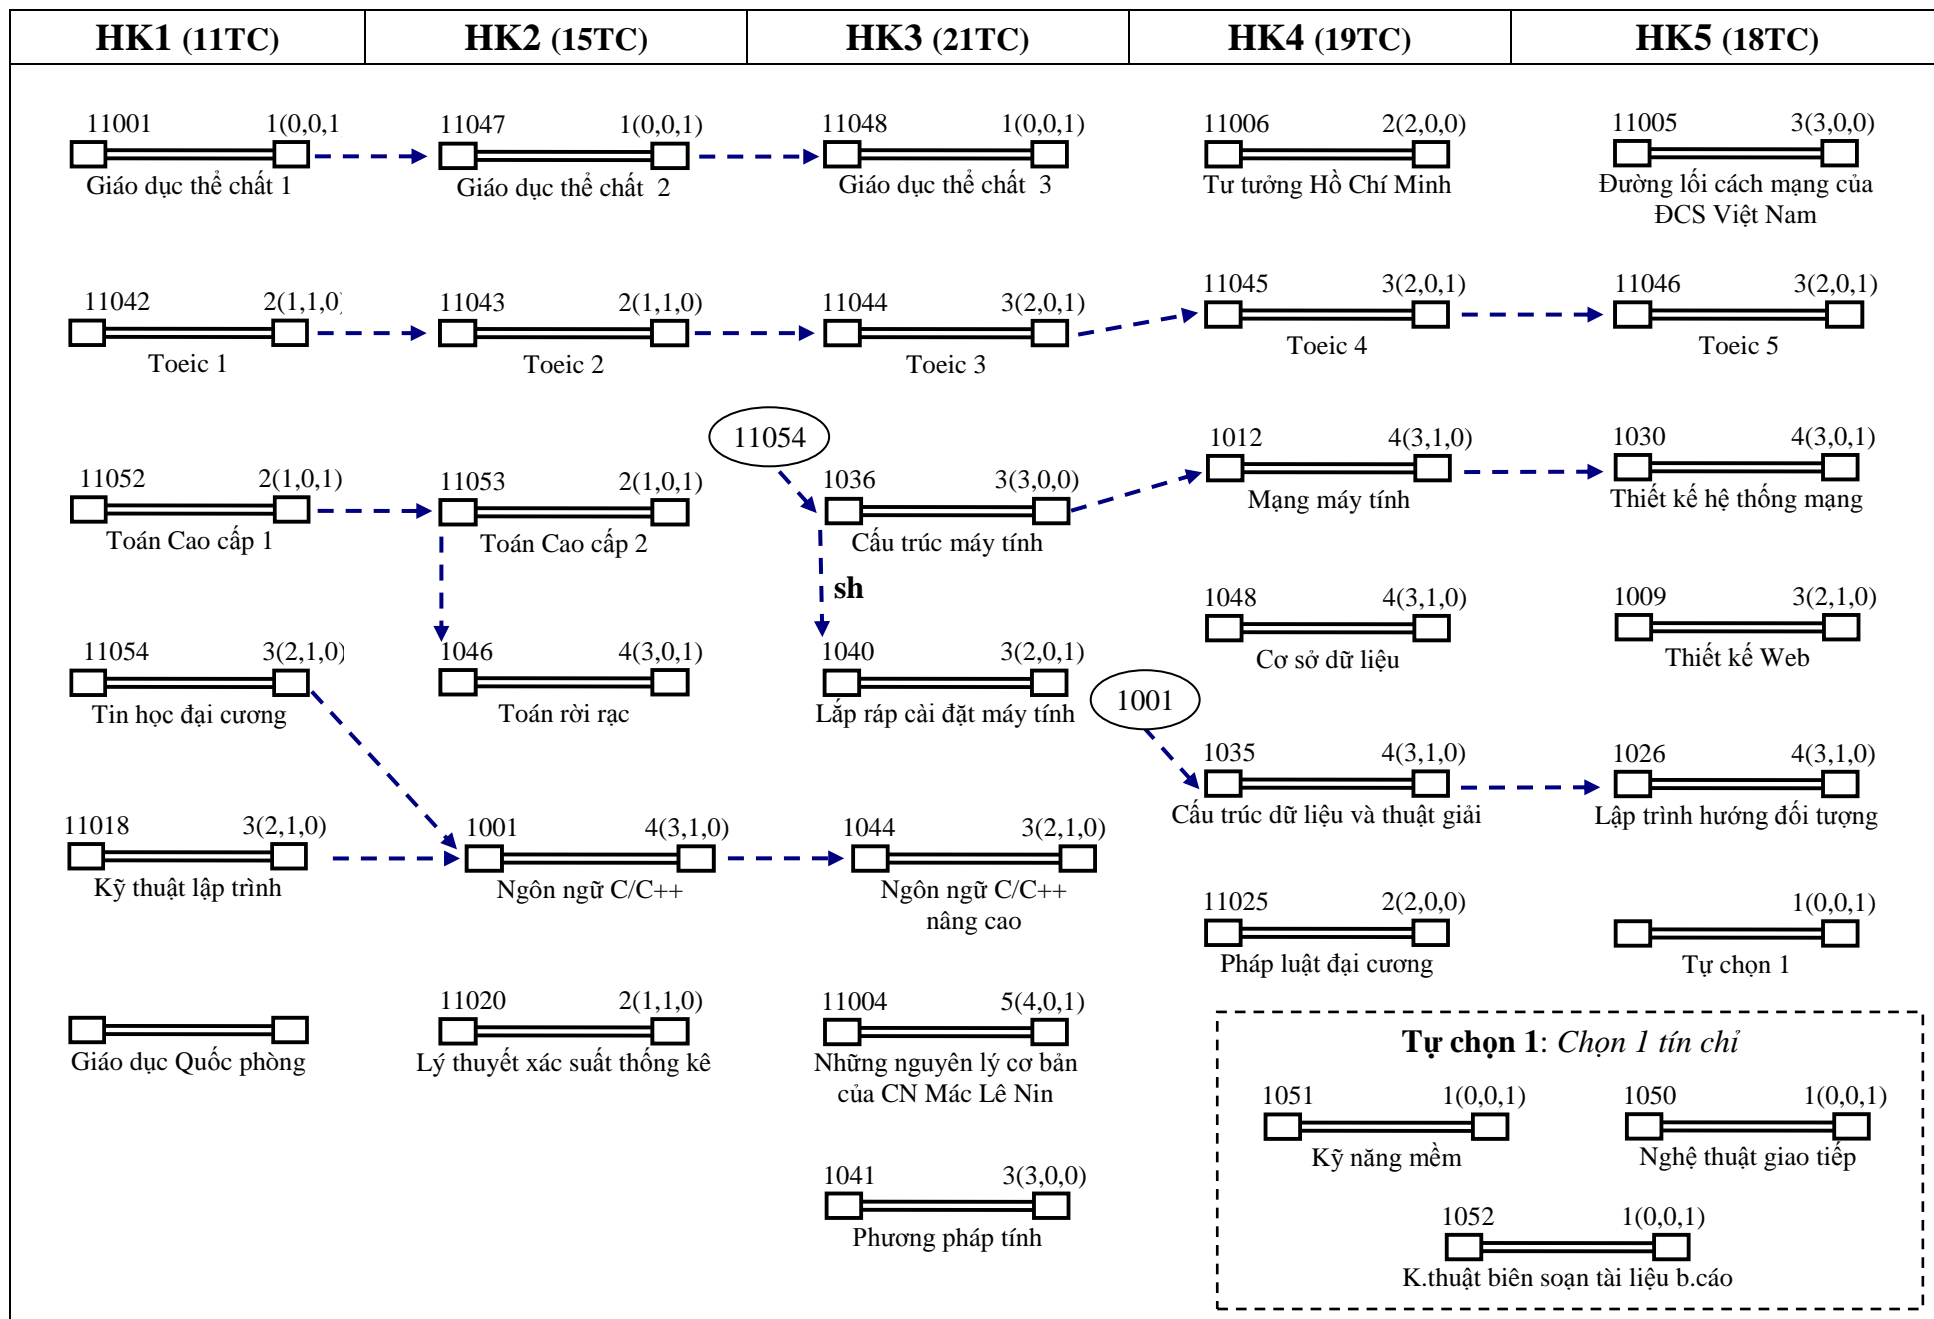 HK1 (11TC)
HK2 (15TC)
HK3 (21TC)
HK4 (19TC)
HK5 (18TC)
11001 1(0,0,1
Giáo dục thể chất 1
11047 1(0,0,1)
Giáo dục thể chất 2
11048 1(0,0,1)
Giáo dục thể chất 3
11006 2(2,0,0)
Tư tưởng Hồ Chí Minh
11005 3(3,0,0)
Đường lối cách mạng của
ĐCS Việt Nam
11042 2(1,1,0)
Toeic 1
11043 2(1,1,0)
Toeic 2
11044 3(2,0,1)
Toeic 3
11045 3(2,0,1)
Toeic 4
11046 3(2,0,1)
Toeic 5
11052 2(1,0,1)
Toán Cao cấp 1
11053 2(1,0,1)
Toán Cao cấp 2
11054
1036 3(3,0,0)
Cấu trúc máy tính
sh
1012 4(3,1,0)
Mạng máy tính
1030 4(3,0,1)
Thiết kế hệ thống mạng
11054 3(2,1,0)
Tin học đại cương
1046 4(3,0,1)
Toán rời rạc
1040 3(2,0,1)
Lắp ráp cài đặt máy tính
1048 4(3,1,0)
Cơ sở dữ liệu
1009 3(2,1,0)
Thiết kế Web
11018 3(2,1,0)
Kỹ thuật lập trình
1001 4(3,1,0)
Ngôn ngữ C/C++
1044 3(2,1,0)
Ngôn ngữ C/C++
nâng cao
1001
1035 4(3,1,0)
Cấu trúc dữ liệu và thuật giải
1026 4(3,1,0)
Lập trình hướng đối tượng
11025 2(2,0,0)
Pháp luật đại cương
1(0,0,1)
Tự chọn 1
Giáo dục Quốc phòng
11020 2(1,1,0)
Lý thuyết xác suất thống kê
11004 5(4,0,1)
Những nguyên lý cơ bản
của CN Mác Lê Nin
1041 3(3,0,0)
Phương pháp tính
Tự chọn 1: Chọn 1 tín chỉ
1051 1(0,0,1)
Kỹ năng mềm
1050 1(0,0,1)
Nghệ thuật giao tiếp
1052 1(0,0,1)
K.thuật biên soạn tài liệu b.cáo